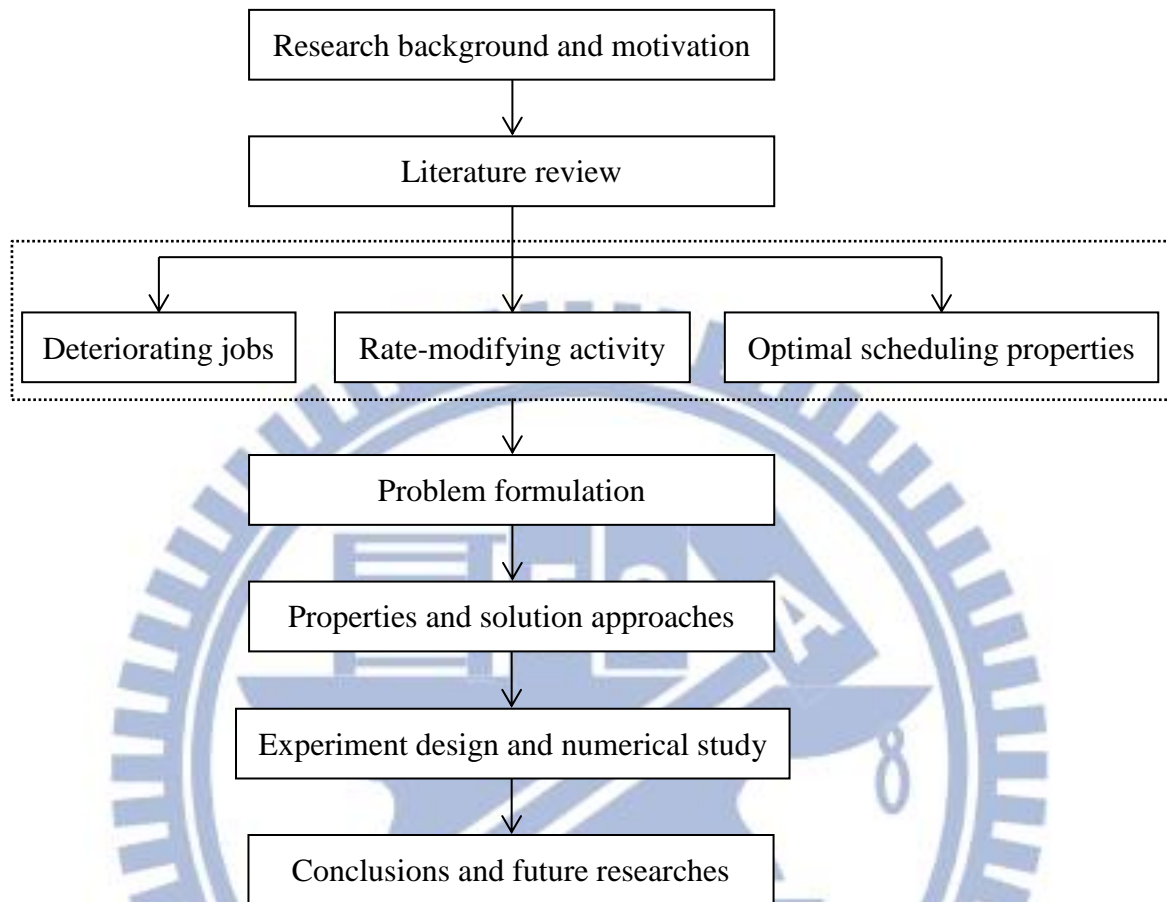 Research background and motivation
Literature review
Deteriorating jobs
Rate-modifying activity
Optimal scheduling properties
Problem formulation
Properties and solution approaches
Experiment design and numerical study
Conclusions and future researches